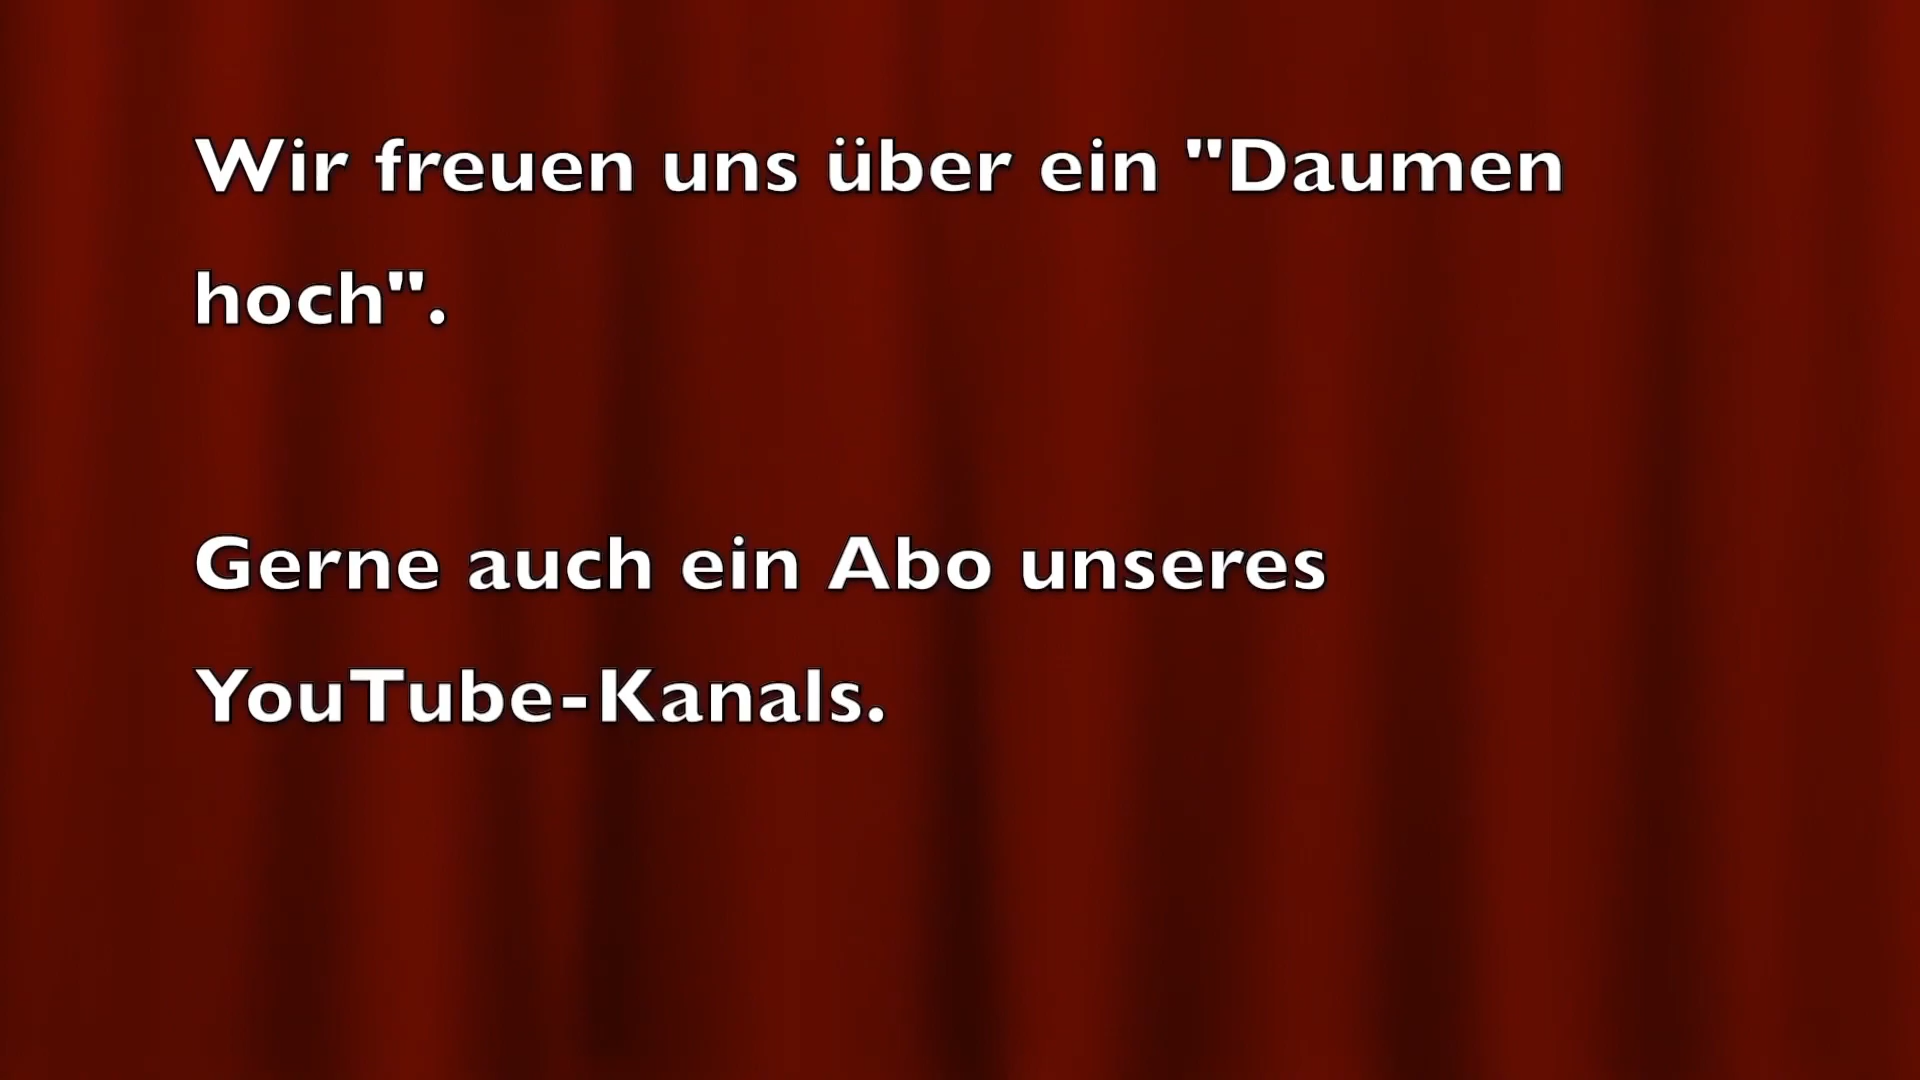 Wir freuen uns über ein "Daumen
hoch".
Gerne auch ein Abo unseres
YouTube-Kanals.